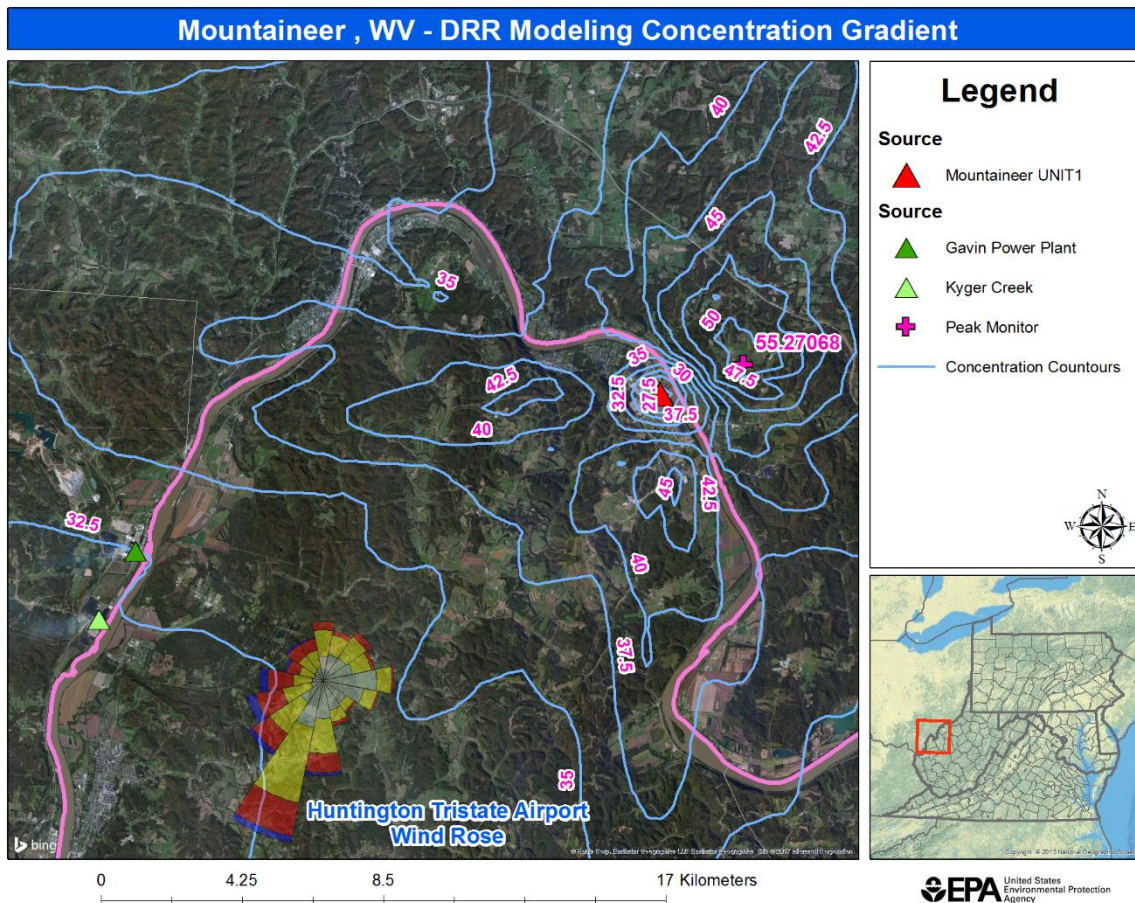 Mountaineer , WV - DRR Modeling Concentration Gradient
40
42.5
45
35
50
55.27068
47.5
35
30
32.5
27.5
37.5
42.5
40
45
42.5
32.5
40
37.5
35
Huntington Tristate Airport
Wind Rose
bing
Legend
Source
Mountaineer UNIT1
Source
Gavin Power Plant
Kyger Creek
Peak Monitor
Concentration Countours
N
W
E
S
0
4.25
8.5
17 Kilometers
EPA
United States
Environmental Protection
Agency